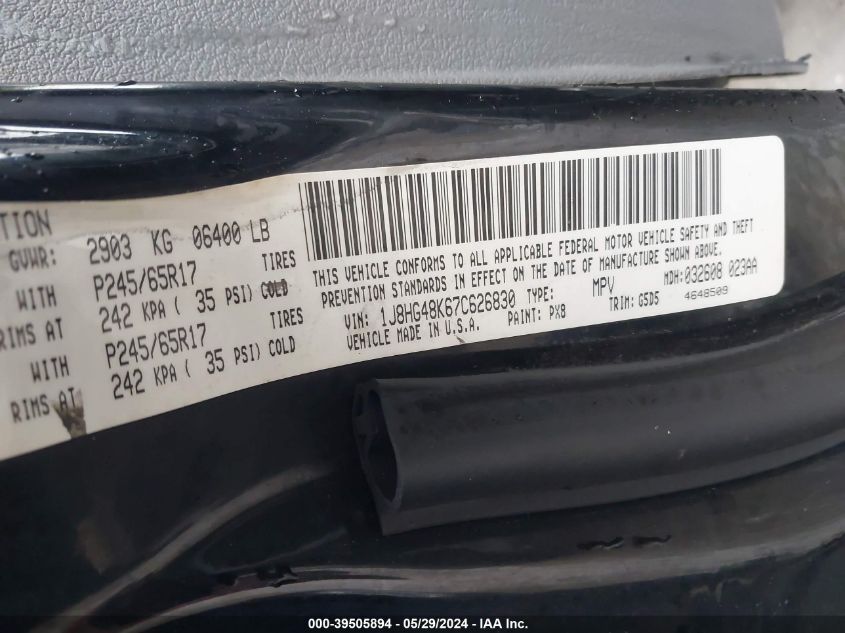 TION
GVWR: 2903 KG 06400 LB
WITH P245/65R17 TIRES
RIMS AT 242 KPA ( 35 PSI) COLD
WITH P245/65R17 TIRES
RIMS AT 242 KPA ( 35 PSI) COLD
THIS VEHICLE CONFORMS TO ALL APPLICABLE FEDERAL MOTOR VEHICLE SAFETY AND THEFT
PREVENTION STANDARDS IN EFFECT ON THE DATE OF MANUFACTURE SHOWN ABOVE.
VIN: 1J8HG48K67C626830 TYPE: MPV MDH: 032608 023AA
VEHICLE MADE IN U.S.A. PAINT: PX8 TRIM: G5D5 4648509
000-39505894 - 05/29/2024 - IAA Inc.